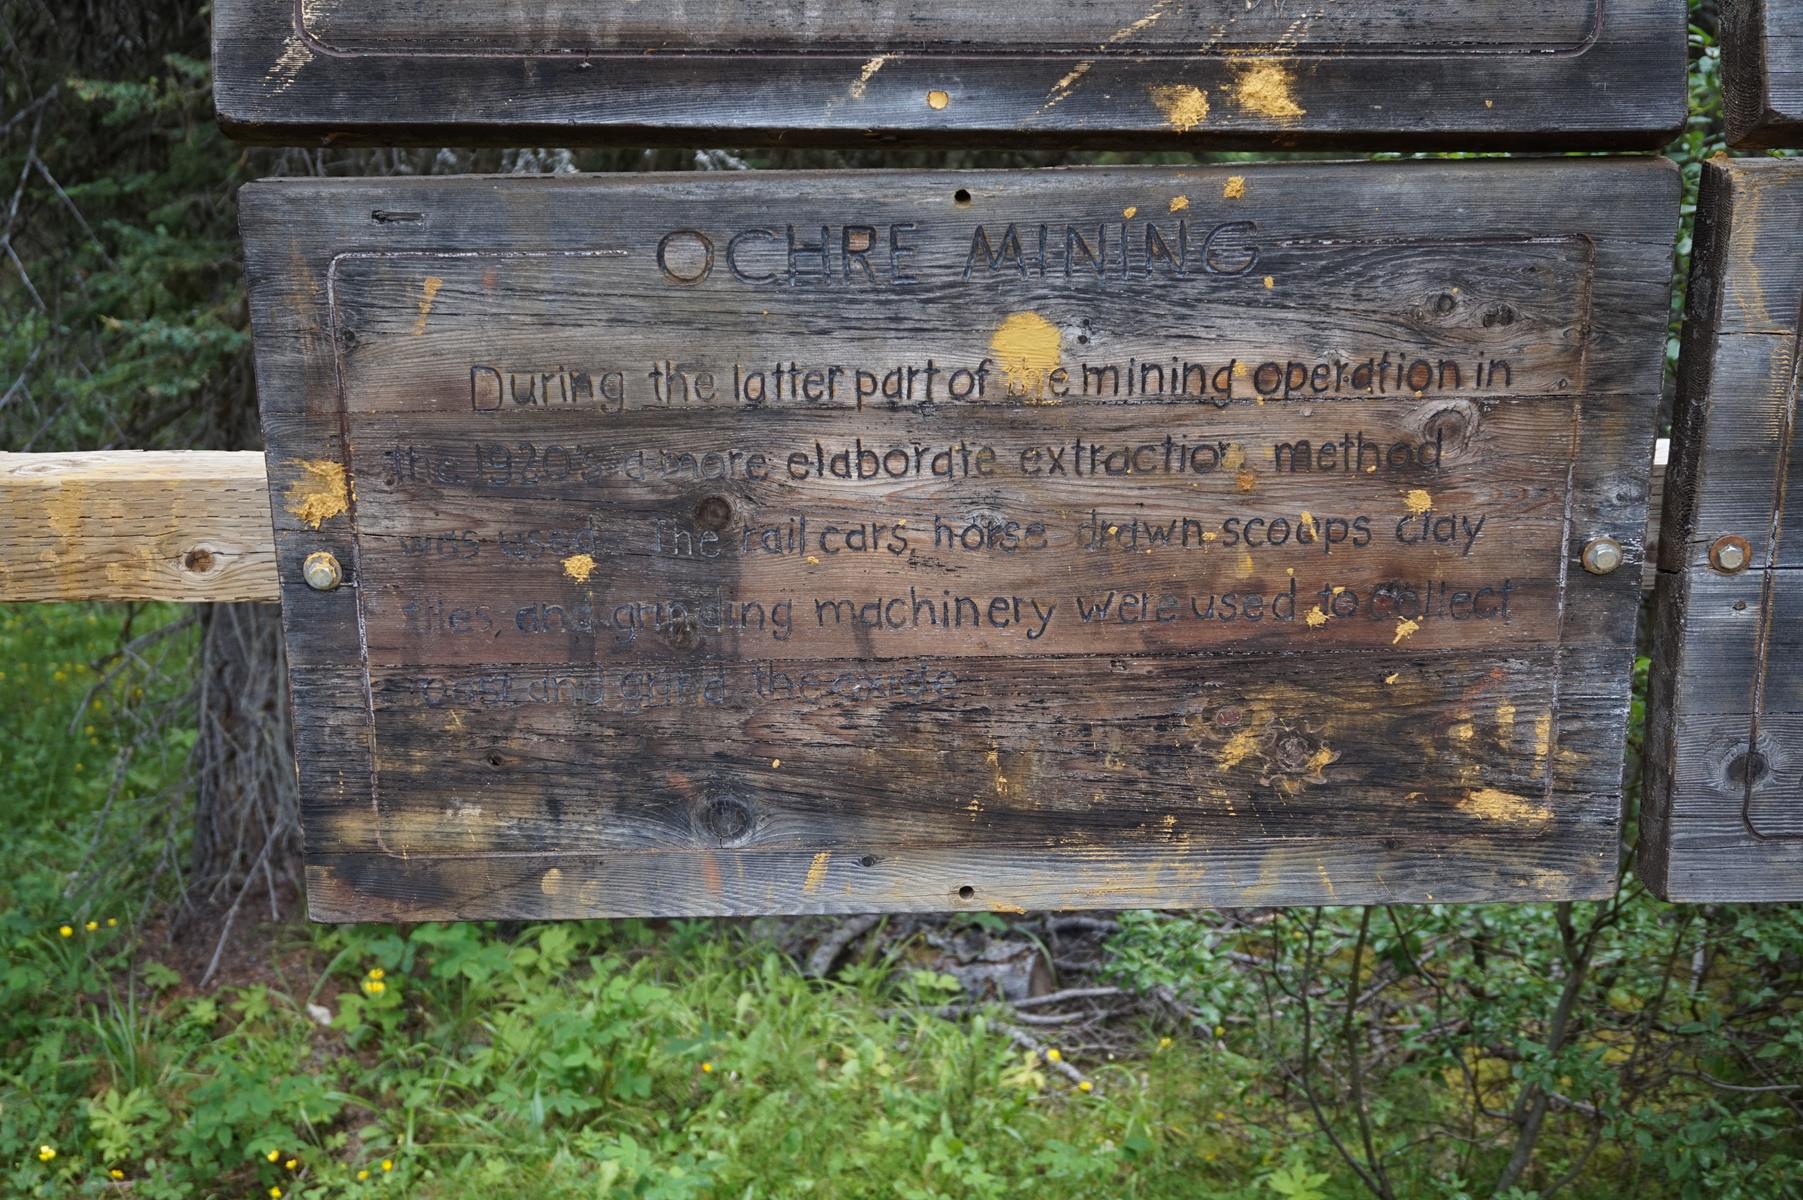 OCHRE MINING
During the latter part of the mining operation in
the 1920's a more elaborate extraction method
was used. The rail cars, horse drawn scoops clay
tiles, and grinding machinery were used to collect
roast and grind the oxide